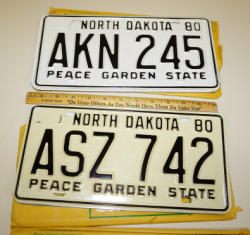 NORTH DAKOTA 80
AKN 245
PEACE GARDEN STATE
"Do Unto Others As You Would Have Them Do Unto You"
NORTH DAKOTA 80
ASZ 742
PEACE GARDEN STATE